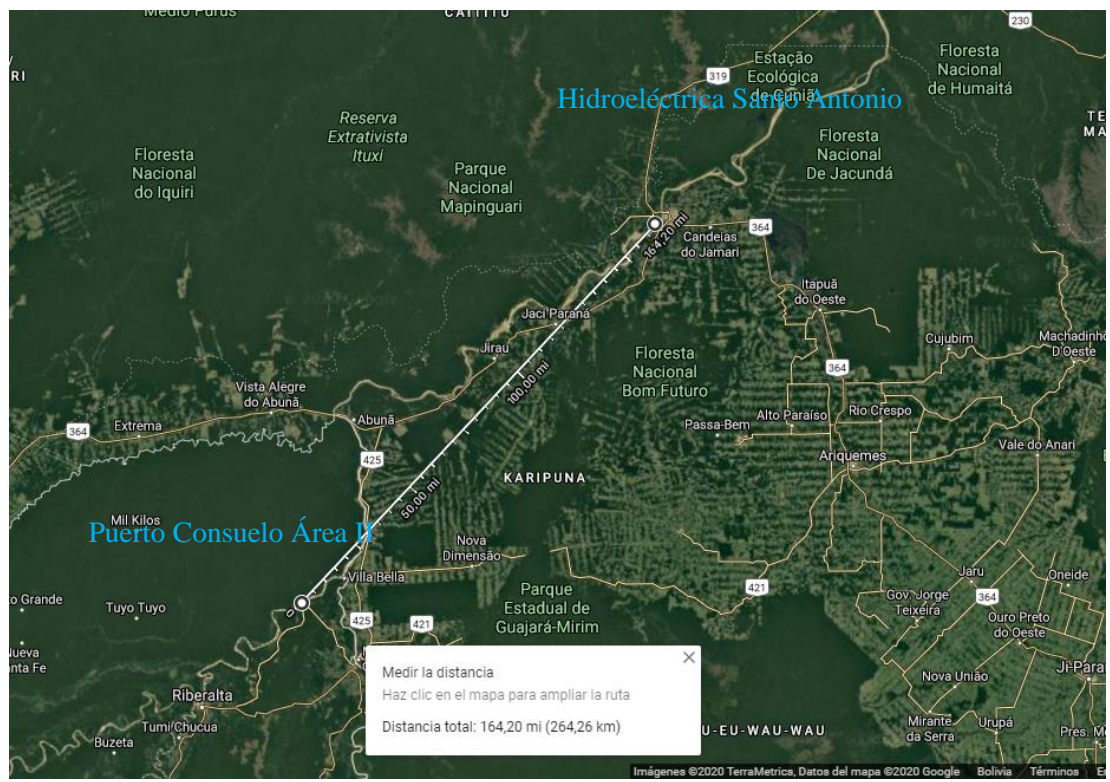 CAITITU
230
319
Estação
Ecológica
de Cuniã
Floresta
Nacional
de Humaitá
Hidroeléctrica Santo Antonio
Reserva
Extrativista
Ituxi
Floresta
Nacional
do Iquiri
Parque
Nacional
Mapinguari
Floresta
Nacional
De Jacundá
164,20 mi
Candeias
do Jamari
364
Itapuã
do Oeste
Jaci Paraná
Jirau
100,00 mi
Floresta
Nacional
Bom Futuro
Cujubim
Machadinho
D'Oeste
364
Vista Alegre
do Abunã
Abunã
Extrema
364
425
Alto Paraíso
Rio Crespo
Passa-Bem
Vale do Anari
Ariquemes
KARIPUNA
50,00 mi
Mil Kilos
Puerto Consuelo Área II
Nova
Dimensão
Villa Bella
0
Tuyo Tuyo
425
421
Parque
Estadual de
Guajará-Mirim
421
Jaru
364
Oneide
Gov. Jorge
Teixeira
Ouro Preto
do Oeste
Nova União
Riberalta
Tumi Chucua
Buzeta
Mirante
da Serra
Urupá
Medir la distancia
Haz clic en el mapa para ampliar la ruta
Distancia total: 164,20 mi (264,26 km)
U-EU-WAU-WAU
Imágenes ©2020 TerraMetrics, Datos del mapa ©2020 Google Bolivia Términos